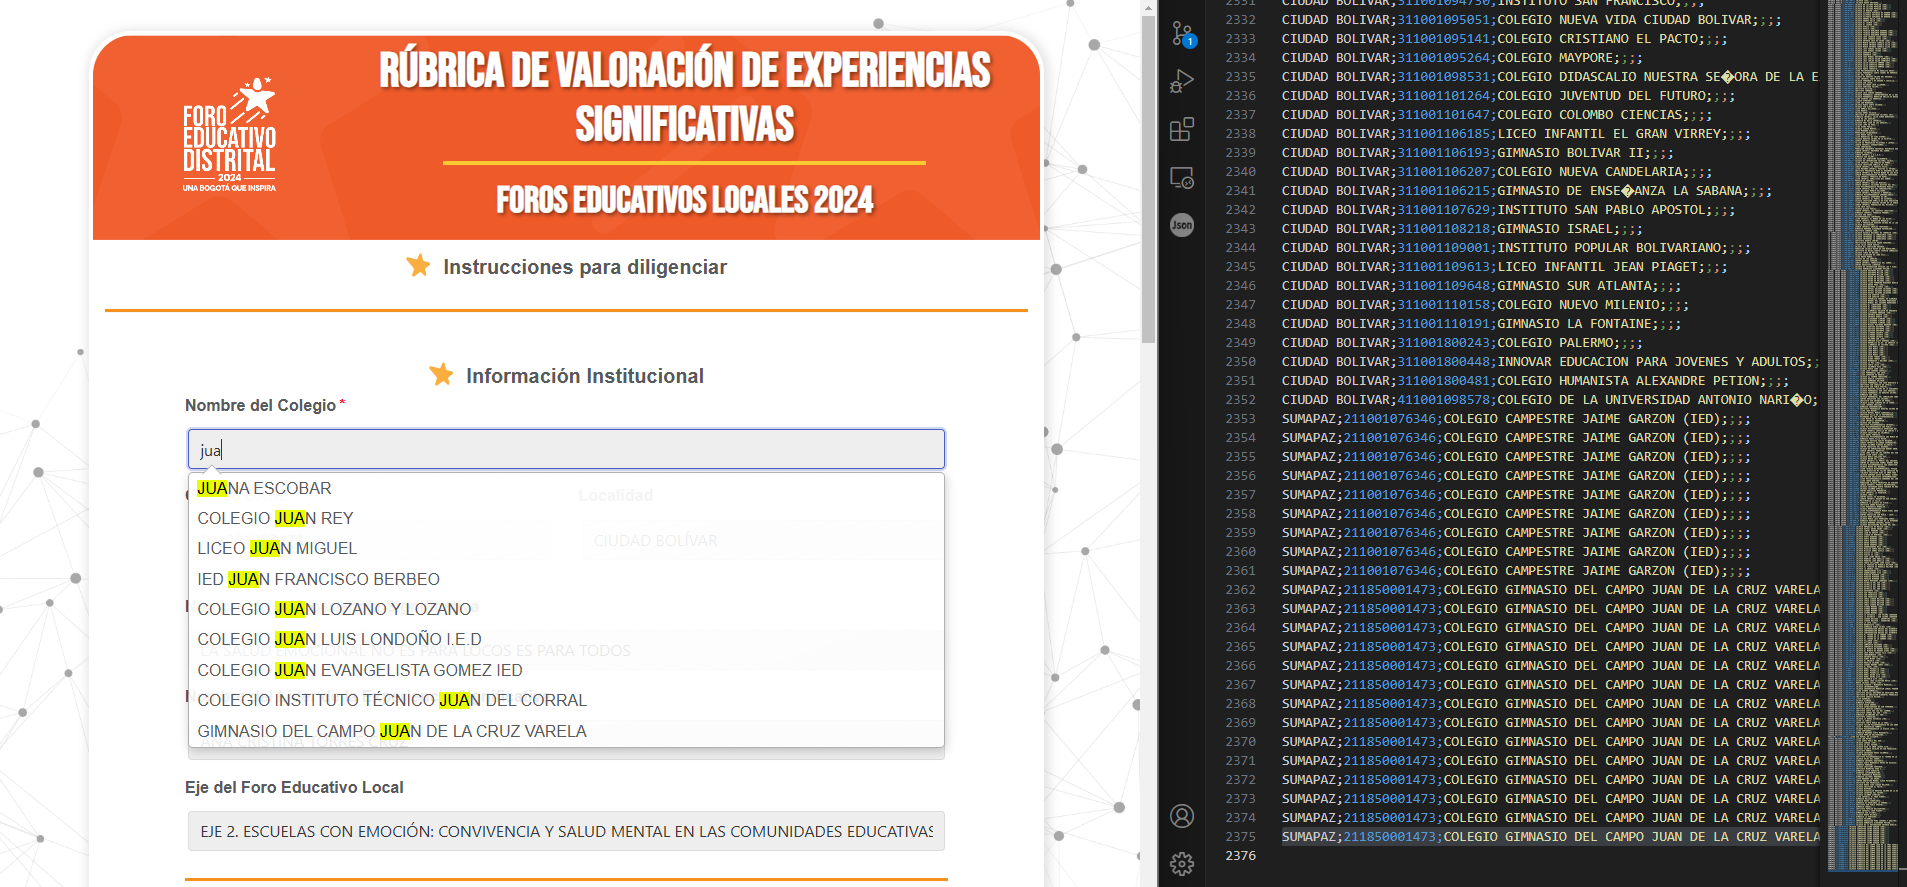 RÚBRICA DE VALORACIÓN DE EXPERIENCIAS
SIGNIFICATIVAS
FORO
EDUCATIVO
DISTRITAL
2024
UNA BOGOTÁ QUE INSPIRA
FOROS EDUCATIVOS LOCALES 2024
Instrucciones para diligenciar
Información Institucional
Nombre del Colegio *
jua
JUANA ESCOBAR
Localidad
COLEGIO JUAN REY
LICEO JUAN MIGUEL
CIUDAD BOLÍVAR
IED JUAN FRANCISCO BERBEO
COLEGIO JUAN LOZANO Y LOZANO
COLEGIO JUAN LUIS LONDOÑO I.E.D
LA SALUD EMOCIONAL NO ES PARA LOCOS ES PARA TODOS
COLEGIO JUAN EVANGELISTA GOMEZ IED
COLEGIO INSTITUTO TÉCNICO JUAN DEL CORRAL
GIMNASIO DEL CAMPO JUAN DE LA CRUZ VARELA
ANA CRISTINA TORRES CRUZ
Eje del Foro Educativo Local
EJE 2. ESCUELAS CON EMOCIÓN: CONVIVENCIA Y SALUD MENTAL EN LAS COMUNIDADES EDUCATIVAS
1
Json
2331 CIUDAD BOLIVAR;311001094730;INSTITUTO SAN FRANCISCO;;;;
2332 CIUDAD BOLIVAR;311001095051;COLEGIO NUEVA VIDA CIUDAD BOLIVAR;;;;
2333 CIUDAD BOLIVAR;311001095141;COLEGIO CRISTIANO EL PACTO;;;;
2334 CIUDAD BOLIVAR;311001095264;COLEGIO MAYPORE;;;;
2335 CIUDAD BOLIVAR;311001098531;COLEGIO DIDASCALIO NUESTRA SE�ORA DE LA E
2336 CIUDAD BOLIVAR;311001101264;COLEGIO JUVENTUD DEL FUTURO;;;;
2337 CIUDAD BOLIVAR;311001101647;COLEGIO COLOMBO CIENCIAS;;;;
2338 CIUDAD BOLIVAR;311001106185;LICEO INFANTIL EL GRAN VIRREY;;;;
2339 CIUDAD BOLIVAR;311001106193;GIMNASIO BOLIVAR II;;;;
2340 CIUDAD BOLIVAR;311001106207;COLEGIO NUEVA CANDELARIA;;;;
2341 CIUDAD BOLIVAR;311001106215;GIMNASIO DE ENSE�ANZA LA SABANA;;;;
2342 CIUDAD BOLIVAR;311001107629;INSTITUTO SAN PABLO APOSTOL;;;;
2343 CIUDAD BOLIVAR;311001108218;GIMNASIO ISRAEL;;;;
2344 CIUDAD BOLIVAR;311001109001;INSTITUTO POPULAR BOLIVARIANO;;;;
2345 CIUDAD BOLIVAR;311001109613;LICEO INFANTIL JEAN PIAGET;;;;
2346 CIUDAD BOLIVAR;311001109648;GIMNASIO SUR ATLANTA;;;;
2347 CIUDAD BOLIVAR;311001110158;COLEGIO NUEVO MILENIO;;;;
2348 CIUDAD BOLIVAR;311001110191;GIMNASIO LA FONTAINE;;;;
2349 CIUDAD BOLIVAR;311001800243;COLEGIO PALERMO;;;;
2350 CIUDAD BOLIVAR;311001800448;INNOVAR EDUCACION PARA JOVENES Y ADULTOS;;
2351 CIUDAD BOLIVAR;311001800481;COLEGIO HUMANISTA ALEXANDRE PETION;;;;
2352 CIUDAD BOLIVAR;411001098578;COLEGIO DE LA UNIVERSIDAD ANTONIO NARI�O;
2353 SUMAPAZ;211001076346;COLEGIO CAMPESTRE JAIME GARZON (IED);;;;
2354 SUMAPAZ;211001076346;COLEGIO CAMPESTRE JAIME GARZON (IED);;;;
2355 SUMAPAZ;211001076346;COLEGIO CAMPESTRE JAIME GARZON (IED);;;;
2356 SUMAPAZ;211001076346;COLEGIO CAMPESTRE JAIME GARZON (IED);;;;
2357 SUMAPAZ;211001076346;COLEGIO CAMPESTRE JAIME GARZON (IED);;;;
2358 SUMAPAZ;211001076346;COLEGIO CAMPESTRE JAIME GARZON (IED);;;;
2359 SUMAPAZ;211001076346;COLEGIO CAMPESTRE JAIME GARZON (IED);;;;
2360 SUMAPAZ;211001076346;COLEGIO CAMPESTRE JAIME GARZON (IED);;;;
2361 SUMAPAZ;211001076346;COLEGIO CAMPESTRE JAIME GARZON (IED);;;;
2362 SUMAPAZ;211850001473;COLEGIO GIMNASIO DEL CAMPO JUAN DE LA CRUZ VARELA
2363 SUMAPAZ;211850001473;COLEGIO GIMNASIO DEL CAMPO JUAN DE LA CRUZ VARELA
2364 SUMAPAZ;211850001473;COLEGIO GIMNASIO DEL CAMPO JUAN DE LA CRUZ VARELA
2365 SUMAPAZ;211850001473;COLEGIO GIMNASIO DEL CAMPO JUAN DE LA CRUZ VARELA
2366 SUMAPAZ;211850001473;COLEGIO GIMNASIO DEL CAMPO JUAN DE LA CRUZ VARELA
2367 SUMAPAZ;211850001473;COLEGIO GIMNASIO DEL CAMPO JUAN DE LA CRUZ VARELA
2368 SUMAPAZ;211850001473;COLEGIO GIMNASIO DEL CAMPO JUAN DE LA CRUZ VARELA
2369 SUMAPAZ;211850001473;COLEGIO GIMNASIO DEL CAMPO JUAN DE LA CRUZ VARELA
2370 SUMAPAZ;211850001473;COLEGIO GIMNASIO DEL CAMPO JUAN DE LA CRUZ VARELA
2371 SUMAPAZ;211850001473;COLEGIO GIMNASIO DEL CAMPO JUAN DE LA CRUZ VARELA
2372 SUMAPAZ;211850001473;COLEGIO GIMNASIO DEL CAMPO JUAN DE LA CRUZ VARELA
2373 SUMAPAZ;211850001473;COLEGIO GIMNASIO DEL CAMPO JUAN DE LA CRUZ VARELA
2374 SUMAPAZ;211850001473;COLEGIO GIMNASIO DEL CAMPO JUAN DE LA CRUZ VARELA
2375 SUMAPAZ;211850001473;COLEGIO GIMNASIO DEL CAMPO JUAN DE LA CRUZ VARELA
2376